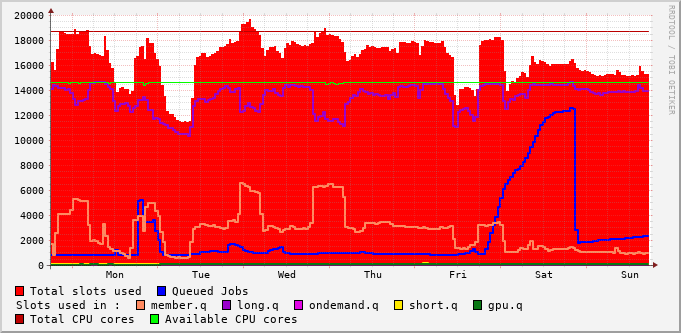 20000
18000
16000
14000
12000
10000
8000
6000
4000
2000
0
Mon Tue Wed Thu Fri Sat Sun
RRDTOOL / TOBI OETIKER
Total slots used Queued Jobs
Slots used in : member.q long.q ondemand.q short.q gpu.q
Total CPU cores Available CPU cores